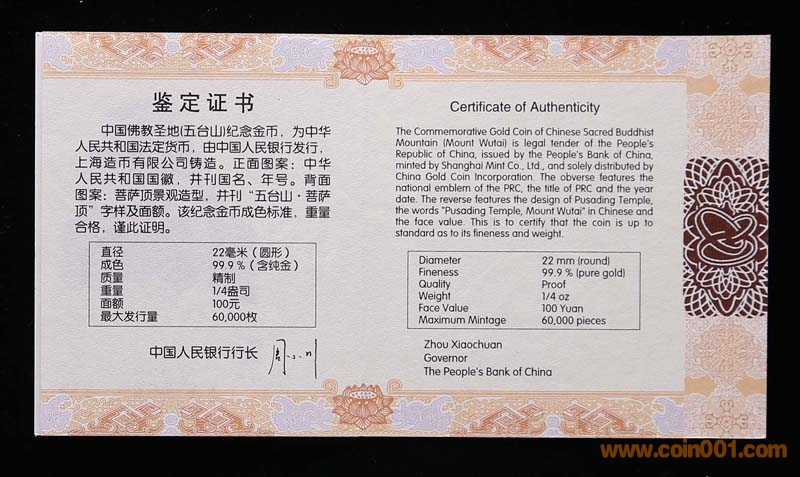 鉴定证书
中国佛教圣地(五台山)纪念金币，为中华
人民共和国法定货币，由中国人民银行发行，
上海造币有限公司铸造。正面图案：中华
人民共和国国徽，并刊国名、年号。背面
图案：菩萨顶景观造型，并刊“五台山·菩萨
顶”字样及面额。该纪念金币成色标准，重量
合格，谨此证明。
直径 22毫米（圆形）
成色 99.9％（含纯金）
质量 精制
重量 1/4盎司
面额 100元
最大发行量 60,000枚
中国人民银行行长 周小川
Certificate of Authenticity
The Commemorative Gold Coin of Chinese Sacred Buddhist
Mountain (Mount Wutai) is legal tender of the People's
Republic of China, issued by the People's Bank of China,
minted by Shanghai Mint Co., Ltd., and solely distributed by
China Gold Coin Incorporation. The obverse features the
national emblem of the PRC, the title of PRC and the year
date. The reverse features the design of Pusading Temple,
the words "Pusading Temple, Mount Wutai" in Chinese and
the face value. This is to certify that the coin is up to
standard as to its fineness and weight.
Diameter 22 mm (round)
Fineness 99.9 % (pure gold)
Quality Proof
Weight 1/4 oz
Face Value 100 Yuan
Maximum Mintage 60,000 pieces
Zhou Xiaochuan
Governor
The People's Bank of China
www.coin001.com